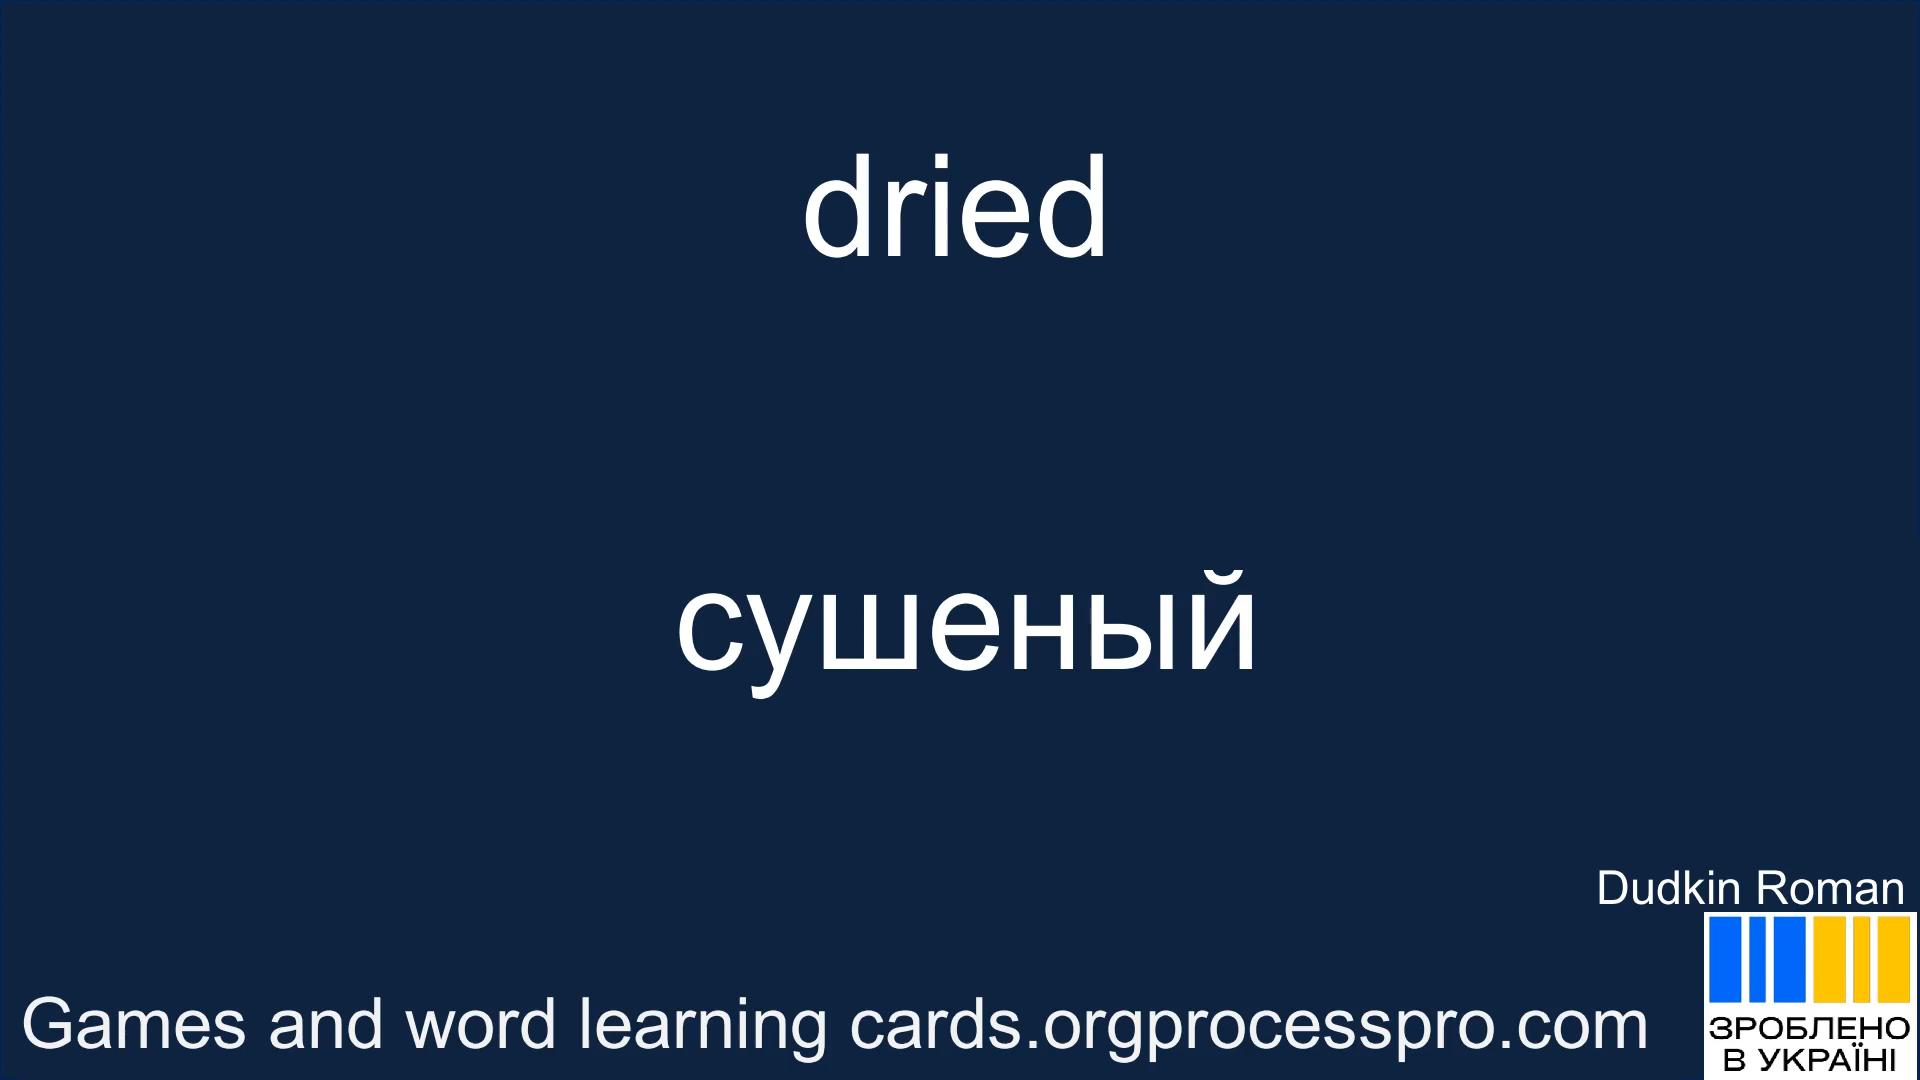 dried
сушеный
Dudkin Roman
Games and word learning cards.orgprocesspro.com
ЗРОБЛЕНО
В УКРАЇНІ